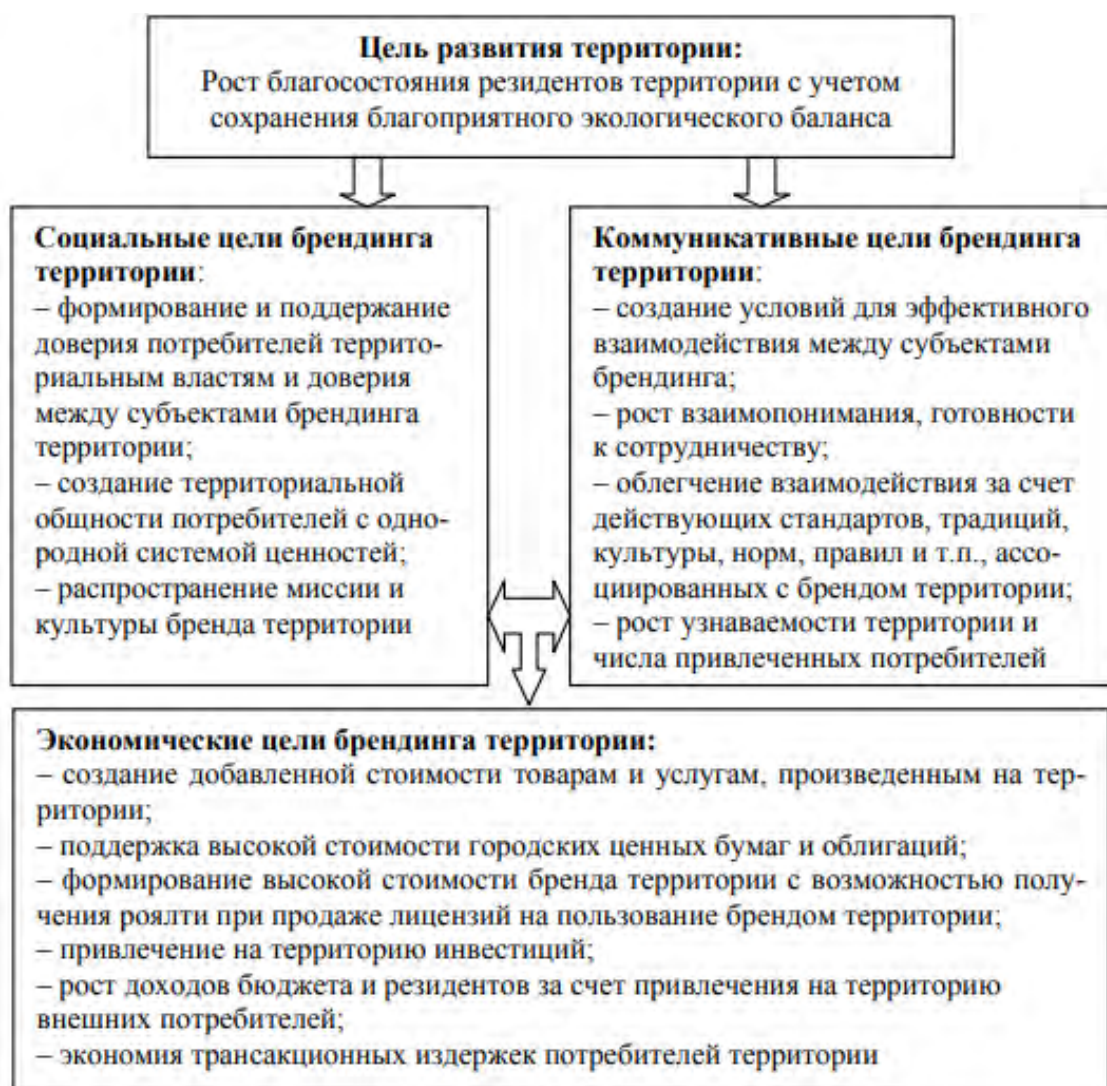 Цель развития территории:
Рост благосостояния резидентов территории с учетом
сохранения благоприятного экологического баланса
Социальные цели брендинга
территории:
– формирование и поддержание
доверия потребителей террито-
риальным властям и доверия
между субъектами брендинга
территории;
– создание территориальной
общности потребителей с одно-
родной системой ценностей;
– распространение миссии и
культуры бренда территории
Коммуникативные цели брендинга
территории:
– создание условий для эффективного
взаимодействия между субъектами
брендинга;
– рост взаимопонимания, готовности
к сотрудничеству;
– облегчение взаимодействия за счет
действующих стандартов, традиций,
культуры, норм, правил и т.п., ассо-
циированных с брендом территории;
– рост узнаваемости территории и
числа привлеченных потребителей
Экономические цели брендинга территории:
– создание добавленной стоимости товарам и услугам, произведенным на тер-
ритории;
– поддержка высокой стоимости городских ценных бумаг и облигаций;
– формирование высокой стоимости бренда территории с возможностью полу-
чения роялти при продаже лицензий на пользование брендом территории;
– привлечение на территорию инвестиций;
– рост доходов бюджета и резидентов за счет привлечения на территорию
внешних потребителей;
– экономия трансакционных издержек потребителей территории